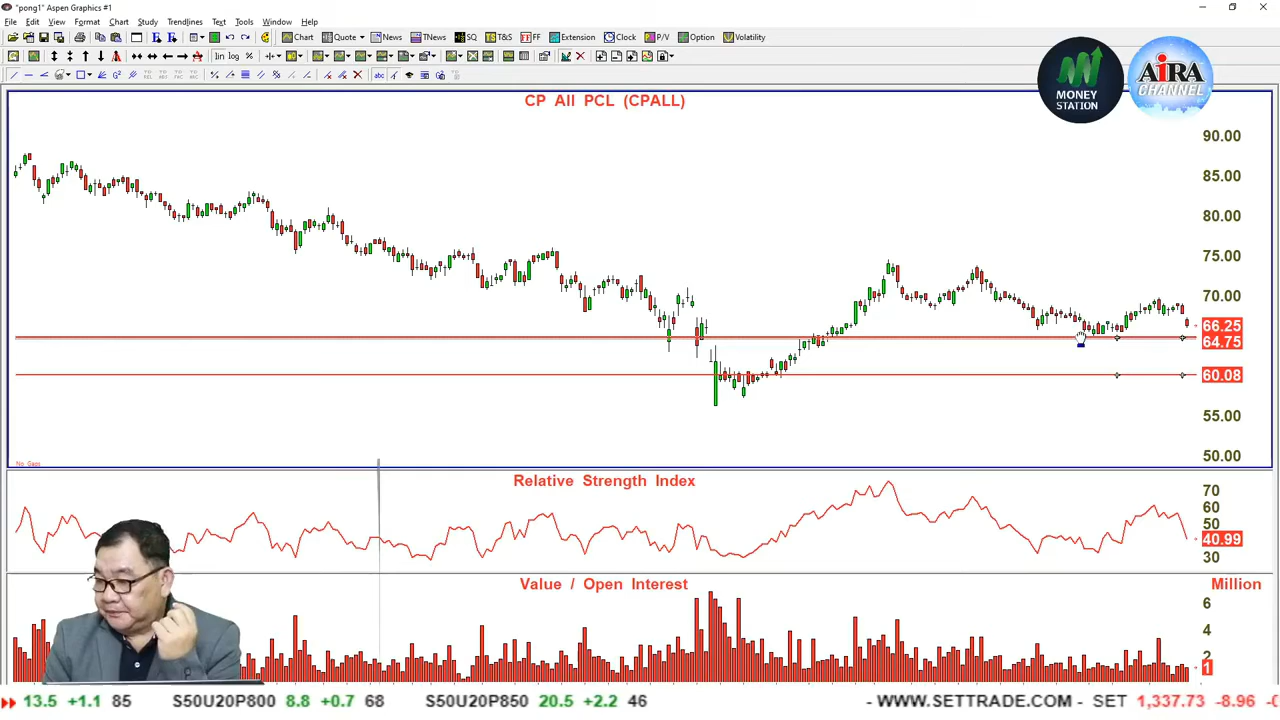 "pong1" Aspen Graphics #1
File Edit View Format Chart Study Trendlines Text Tools Window Help
Chart Quote News TNews SQ T&S FF Extension Clock P/V Option Volatility
lin log %
abc
MONEY STATION
AiRA CHANNEL
CP All PCL (CPALL)
90.00
85.00
80.00
75.00
70.00
66.25
64.75
60.08
55.00
50.00
No Gaps
Relative Strength Index
70
60
50
40.99
30
Value / Open Interest
Million
6
4
2
1
13.5 +1.1 85 S50U20P800 8.8 +0.7 68 S50U20P850 20.5 +2.2 46 - WWW.SETTRADE.COM - SET 1,337.73 -8.96